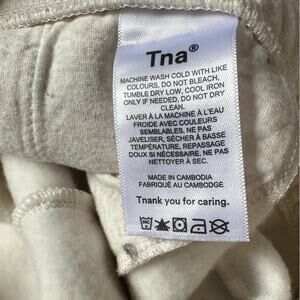 Tna®
MACHINE WASH COLD WITH LIKE
COLOURS, DO NOT BLEACH,
TUMBLE DRY LOW, COOL IRON
ONLY IF NEEDED, DO NOT DRY
CLEAN.
LAVER À LA MACHINE À L'EAU
FROIDE AVEC COULEURS
SEMBLABLES, NE PAS
JAVELISER, SÉCHER À BASSE
TEMPÉRATURE, REPASSAGE
DOUX SI NÉCESSAIRE, NE PAS
NETTOYER À SEC.
MADE IN CAMBODIA
FABRIQUÉ AU CAMBODGE
Tnank you for caring.